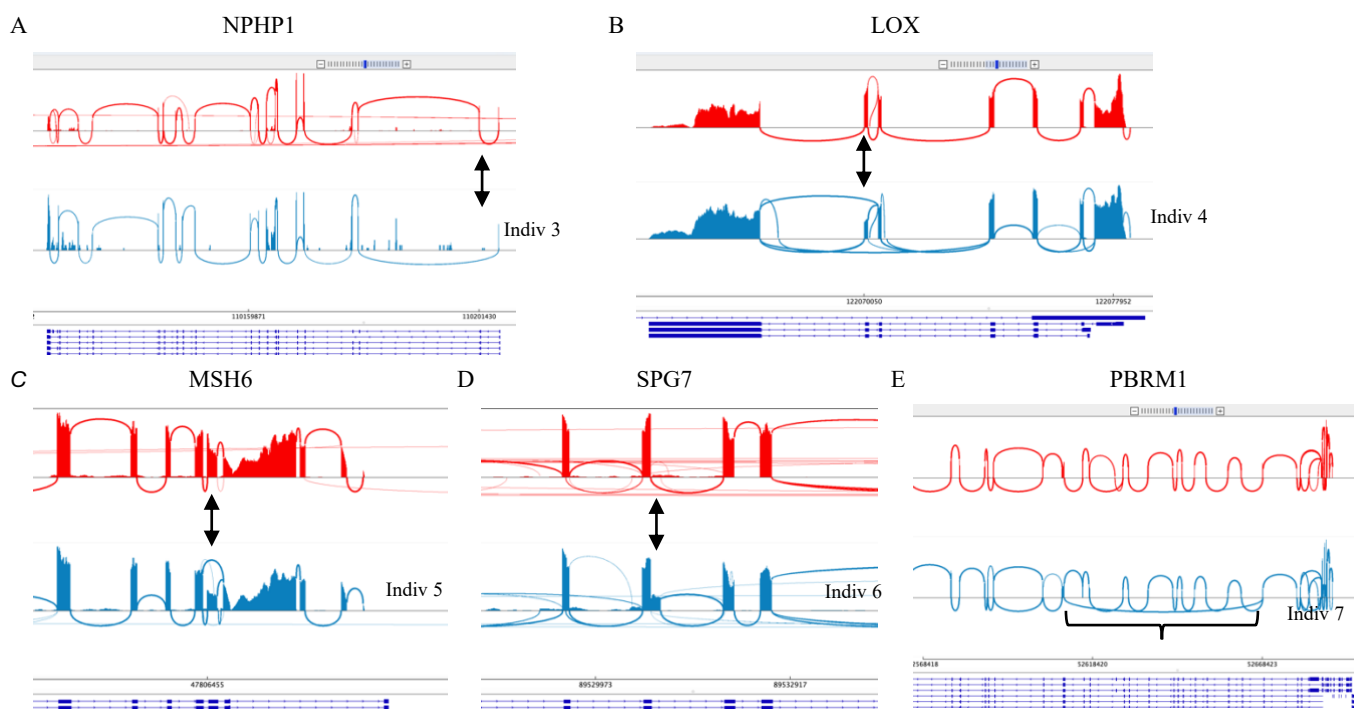 A
NPHP1
Indiv 3
110159871
110201430
B
LOX
Indiv 4
122070050
122077952
C
MSH6
Indiv 5
47806455
D
SPG7
Indiv 6
89529973
89532917
E
PBRM1
Indiv 7
2568418
52618420
52668423